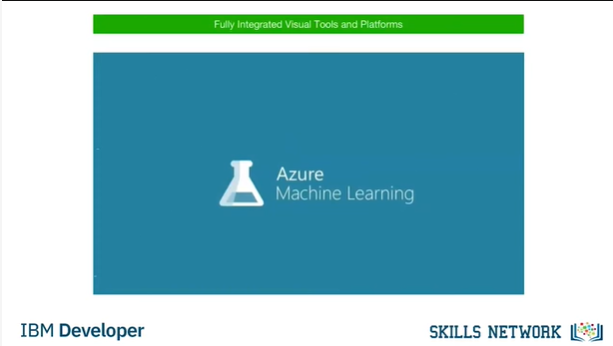 Fully Integrated Visual Tools and Platforms
Azure
Machine Learning
IBM Developer
SKILLS NETWORK